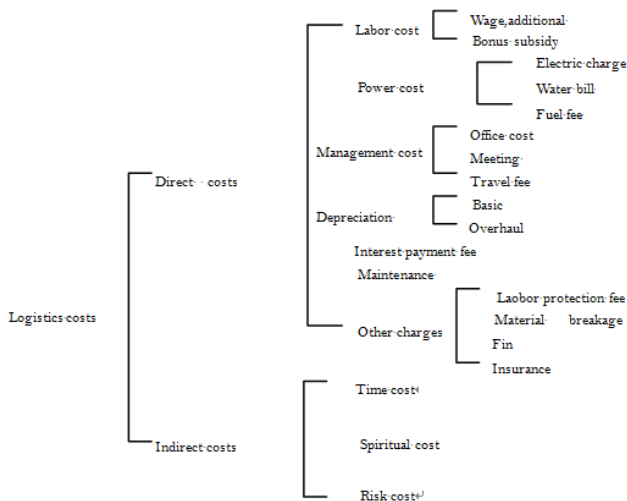 Wage,additional
Labor cost
Bonus subsidy
Electric charge
Power cost
Water bill
Fuel fee
Office cost
Management cost
Meeting
Direct costs
Travel fee
Basic
Depreciation
Overhaul
Interest payment fee
Maintenance
Laobor protection fee
Logistics costs
Material breakage
Other charges
Fin
Insurance
Time cost
Indirect costs
Spiritual cost
Risk cost